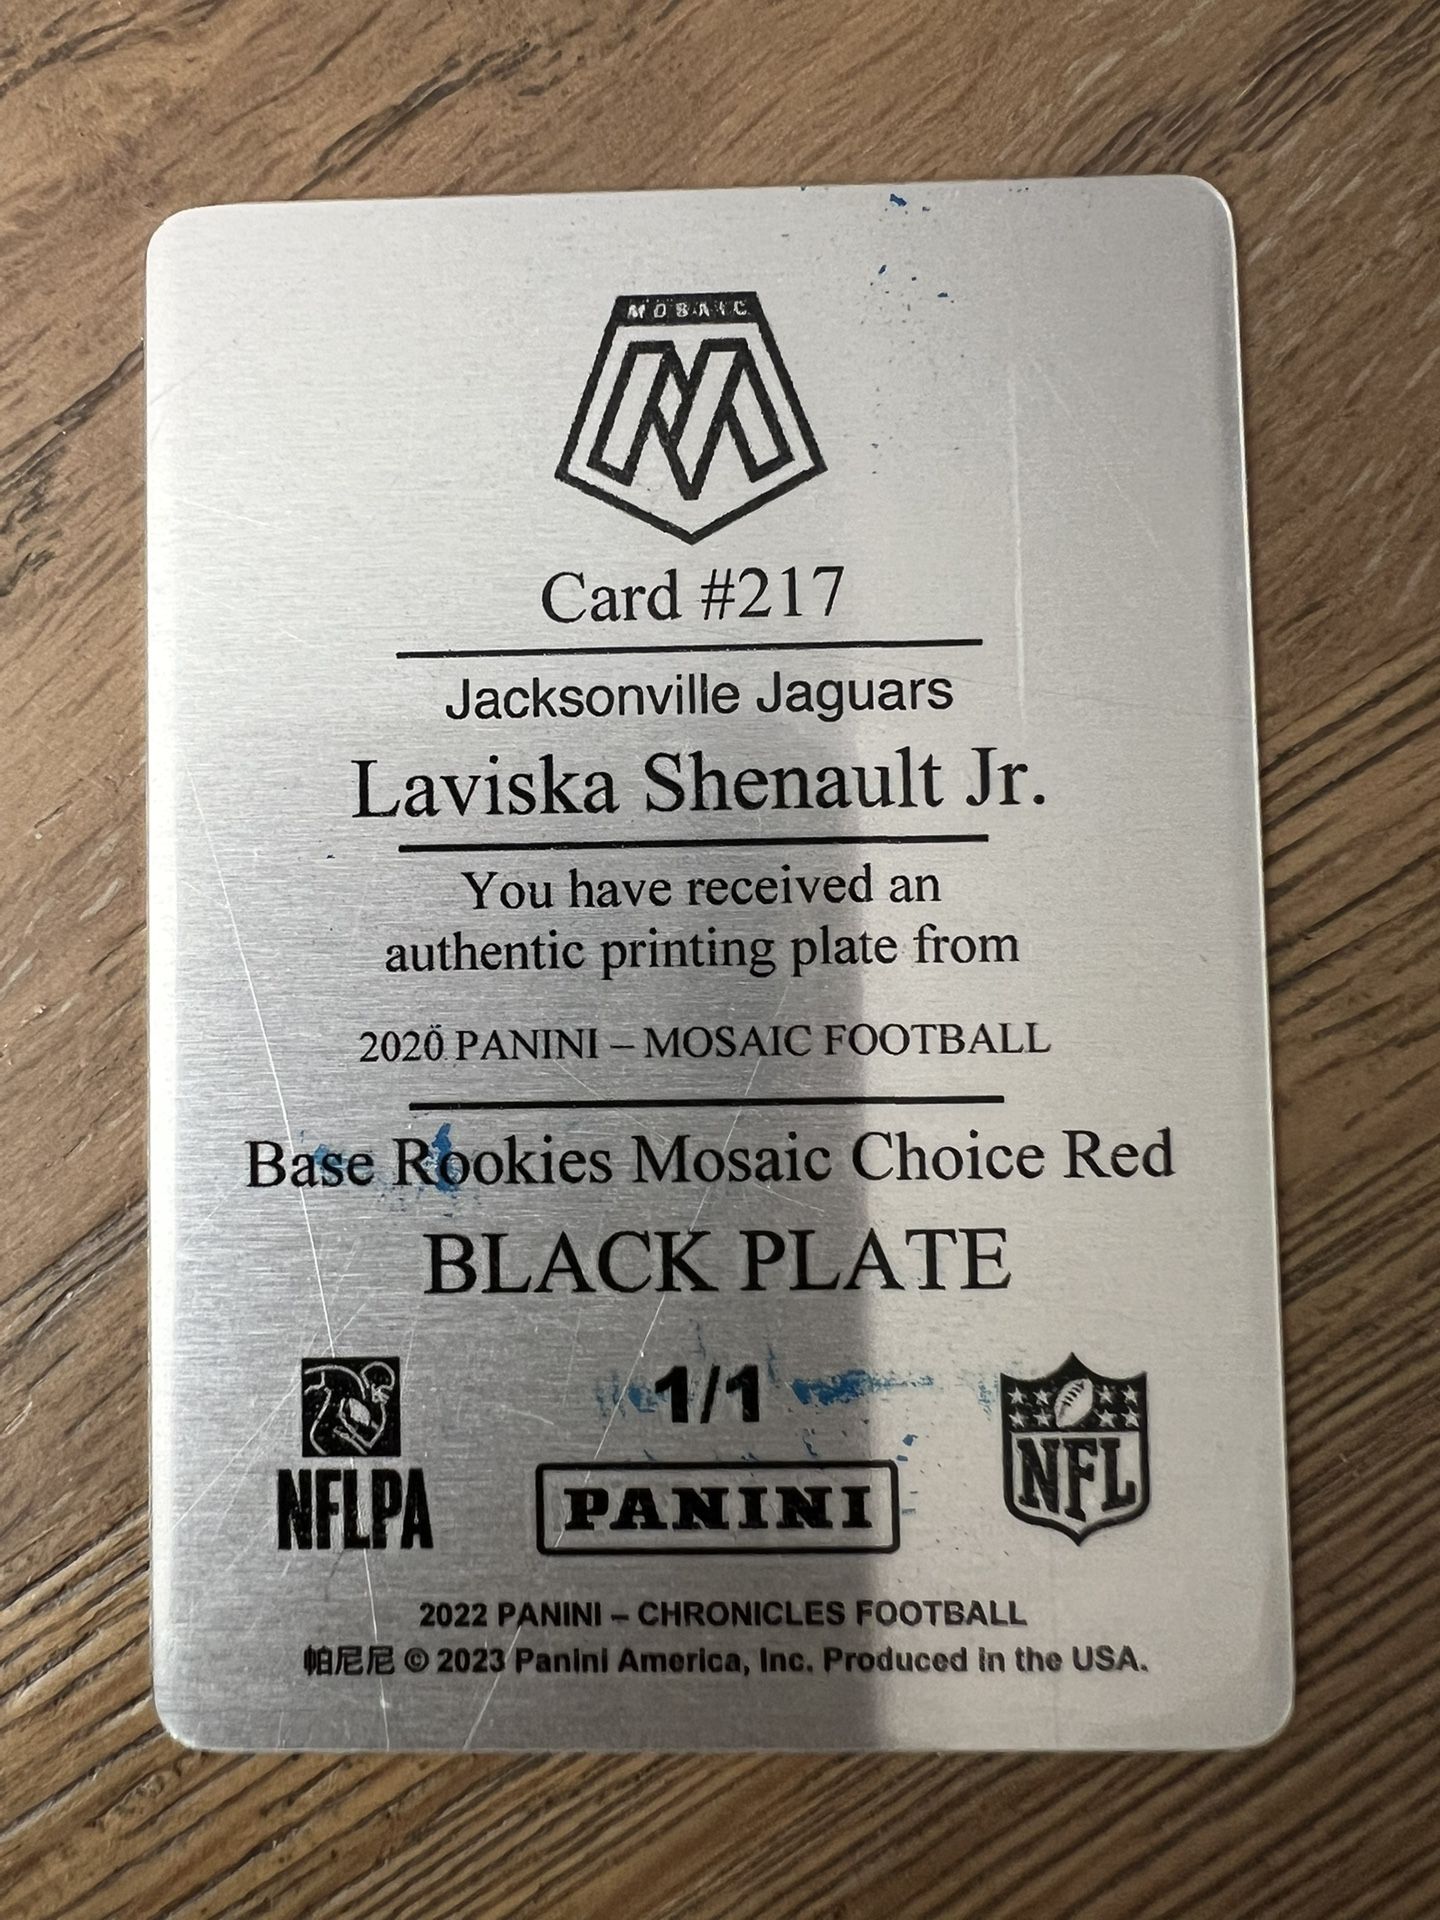 MOSAIC
M
Card #217
Jacksonville Jaguars
Laviska Shenault Jr.
You have received an
authentic printing plate from
2020 PANINI – MOSAIC FOOTBALL
Base Rookies Mosaic Choice Red
BLACK PLATE
1/1
NFLPA
PANINI
NFL
2022 PANINI – CHRONICLES FOOTBALL
帕尼尼 © 2023 Panini America, Inc. Produced in the USA.